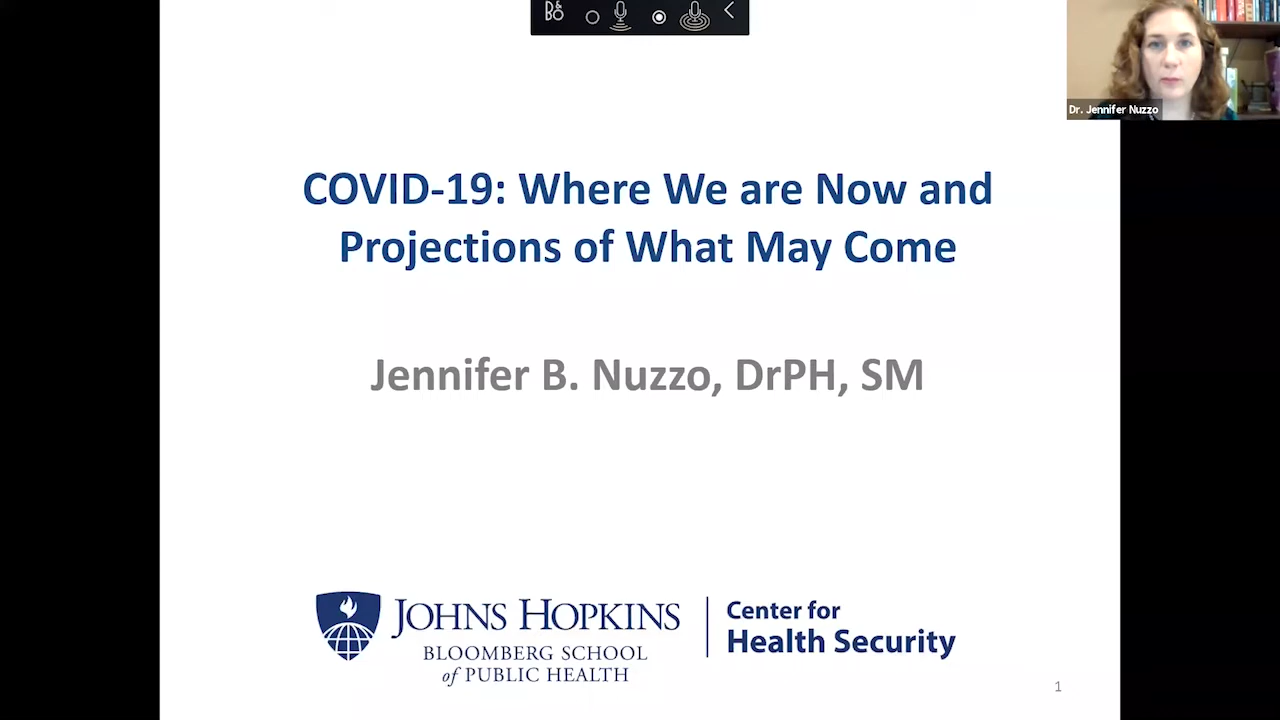 B&O
Dr. Jennifer Nuzzo
COVID-19: Where We are Now and
Projections of What May Come
Jennifer B. Nuzzo, DrPH, SM
JOHNS HOPKINS
BLOOMBERG SCHOOL
of PUBLIC HEALTH
Center for
Health Security
1